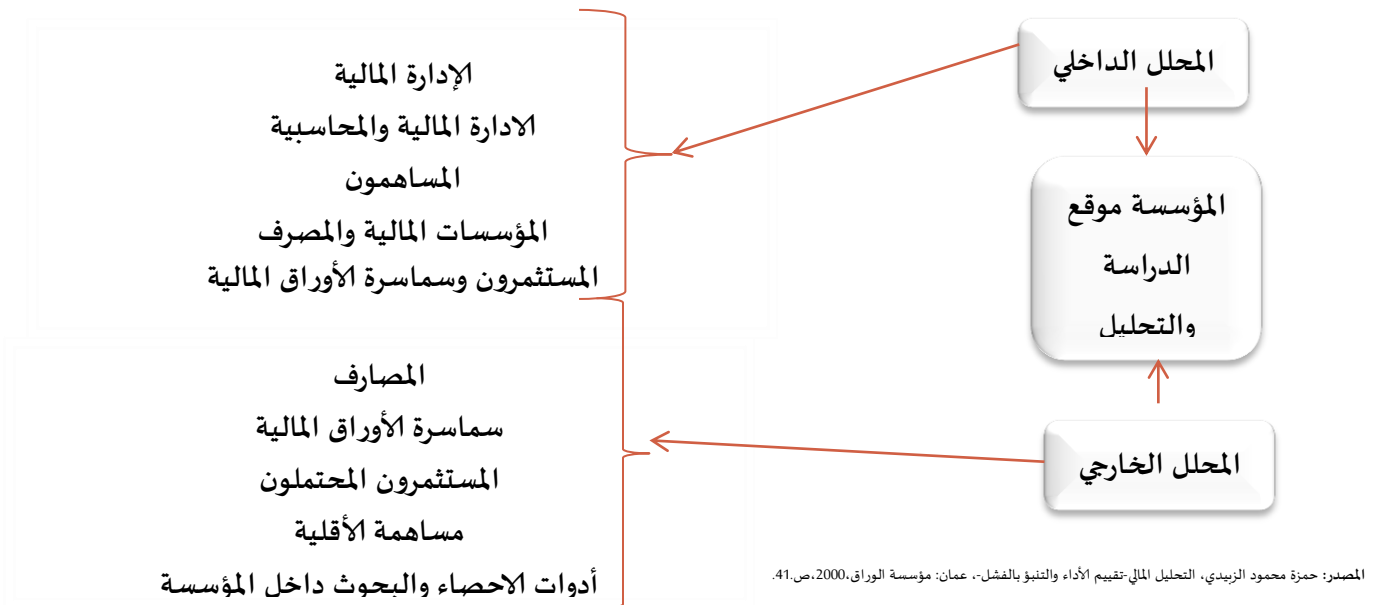 المحلل الداخلي
المؤسسة موقع
الدراسة
والتحليل
المحلل الخارجي
الإدارة المالية
الادارة المالية والمحاسبية
المساهمون
المؤسسات المالية والمصرف
المستثمرون وسماسرة الأوراق المالية
المصارف
سماسرة الأوراق المالية
المستثمرون المحتملون
مساهمة الأقلية
أدوات الاحصاء والبحوث داخل المؤسسة
المصدر: حمزة محمود الزبيدي، التحليل المالي-تقييم الأداء والتنبؤ بالفشل-، عمان: مؤسسة الوراق،2000،ص.41.